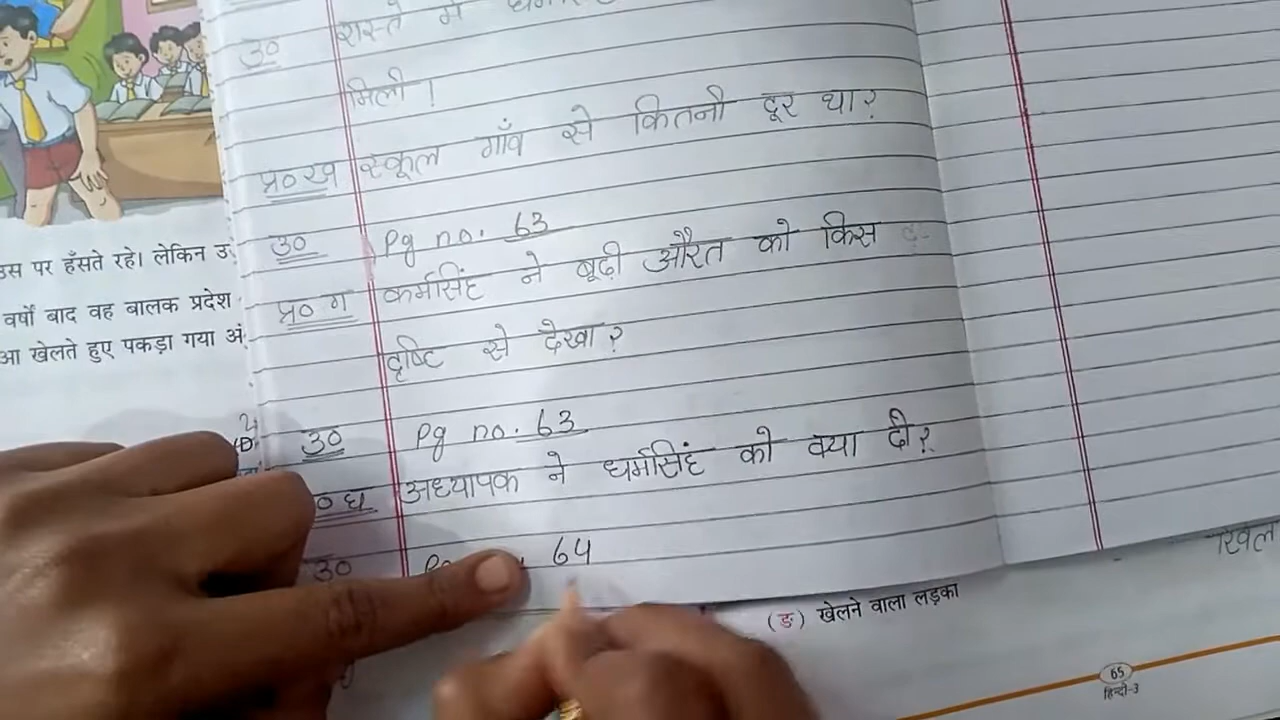 उ० रास्ते में
मिली।
प्र० ख स्कूल गाँव से कितनी दूर था?
उ० Pg no. 63
प्र० ग कर्मसिंह ने बूढ़ी औरत को किस
दृष्टि से देखा?
उ० Pg no. 63
० घ अध्यापक ने धर्मसिंह को क्या दी?
उ० 64
उस पर हँसते रहे। लेकिन उ
वर्षों बाद वह बालक प्रदेश
आ खेलते हुए पकड़ा गया अं
(ङ) खेलने वाला लड़का
65
हिन्दी-3